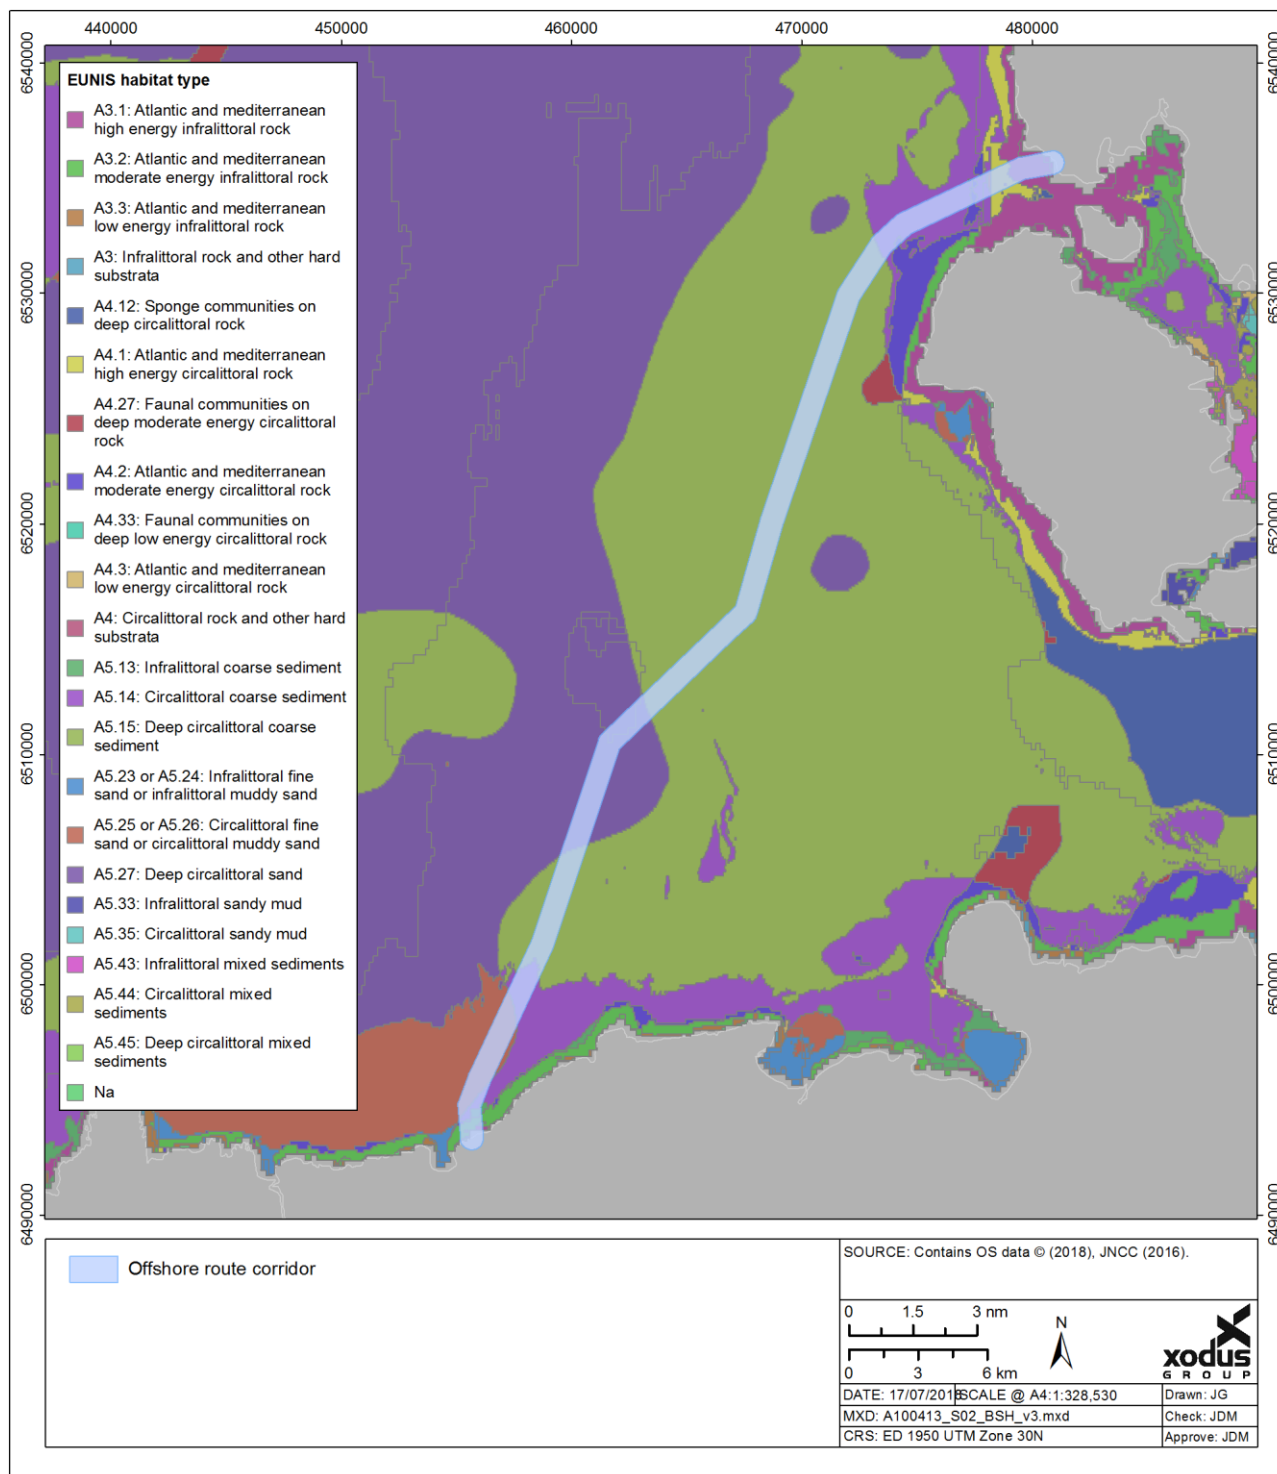 440000 450000 460000 470000 480000
6540000
6540000
EUNIS habitat type
A3.1: Atlantic and mediterranean
high energy infralittoral rock
A3.2: Atlantic and mediterranean
moderate energy infralittoral rock
A3.3: Atlantic and mediterranean
low energy infralittoral rock
A3: Infralittoral rock and other hard
substrata
A4.12: Sponge communities on
deep circalittoral rock
A4.1: Atlantic and mediterranean
high energy circalittoral rock
A4.27: Faunal communities on
deep moderate energy circalittoral
rock
A4.2: Atlantic and mediterranean
moderate energy circalittoral rock
A4.33: Faunal communities on
deep low energy circalittoral rock
A4.3: Atlantic and mediterranean
low energy circalittoral rock
A4: Circalittoral rock and other hard
substrata
A5.13: Infralittoral coarse sediment
A5.14: Circalittoral coarse sediment
A5.15: Deep circalittoral coarse
sediment
A5.23 or A5.24: Infralittoral fine
sand or infralittoral muddy sand
A5.25 or A5.26: Circalittoral fine
sand or circalittoral muddy sand
A5.27: Deep circalittoral sand
A5.33: Infralittoral sandy mud
A5.35: Circalittoral sandy mud
A5.43: Infralittoral mixed sediments
A5.44: Circalittoral mixed
sediments
A5.45: Deep circalittoral mixed
sediments
Na
6530000
6530000
6520000
6520000
6510000
6510000
6500000
6500000
6490000
6490000
Offshore route corridor
SOURCE: Contains OS data © (2018), JNCC (2016).
0 1.5 3 nm
0 3 6 km
N
xodus
GROUP
DATE: 17/07/2018 SCALE @ A4:1:328,530 Drawn: JG
MXD: A100413_S02_BSH_v3.mxd Check: JDM
CRS: ED 1950 UTM Zone 30N Approve: JDM